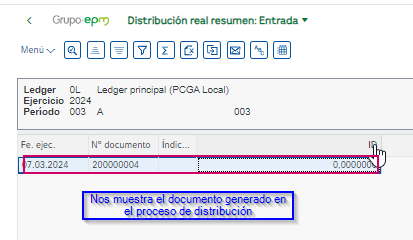 Grupo·epm
Distribución real resumen: Entrada
Menú
Ledger 0L Ledger principal (PCGA Local)
Ejercicio 2024
Período 003 A 003
Fe. ejec. Nº documento Índic... ID
07.03.2024 200000004 0,000000
Nos muestra el documento generado en
el proceso de distribución